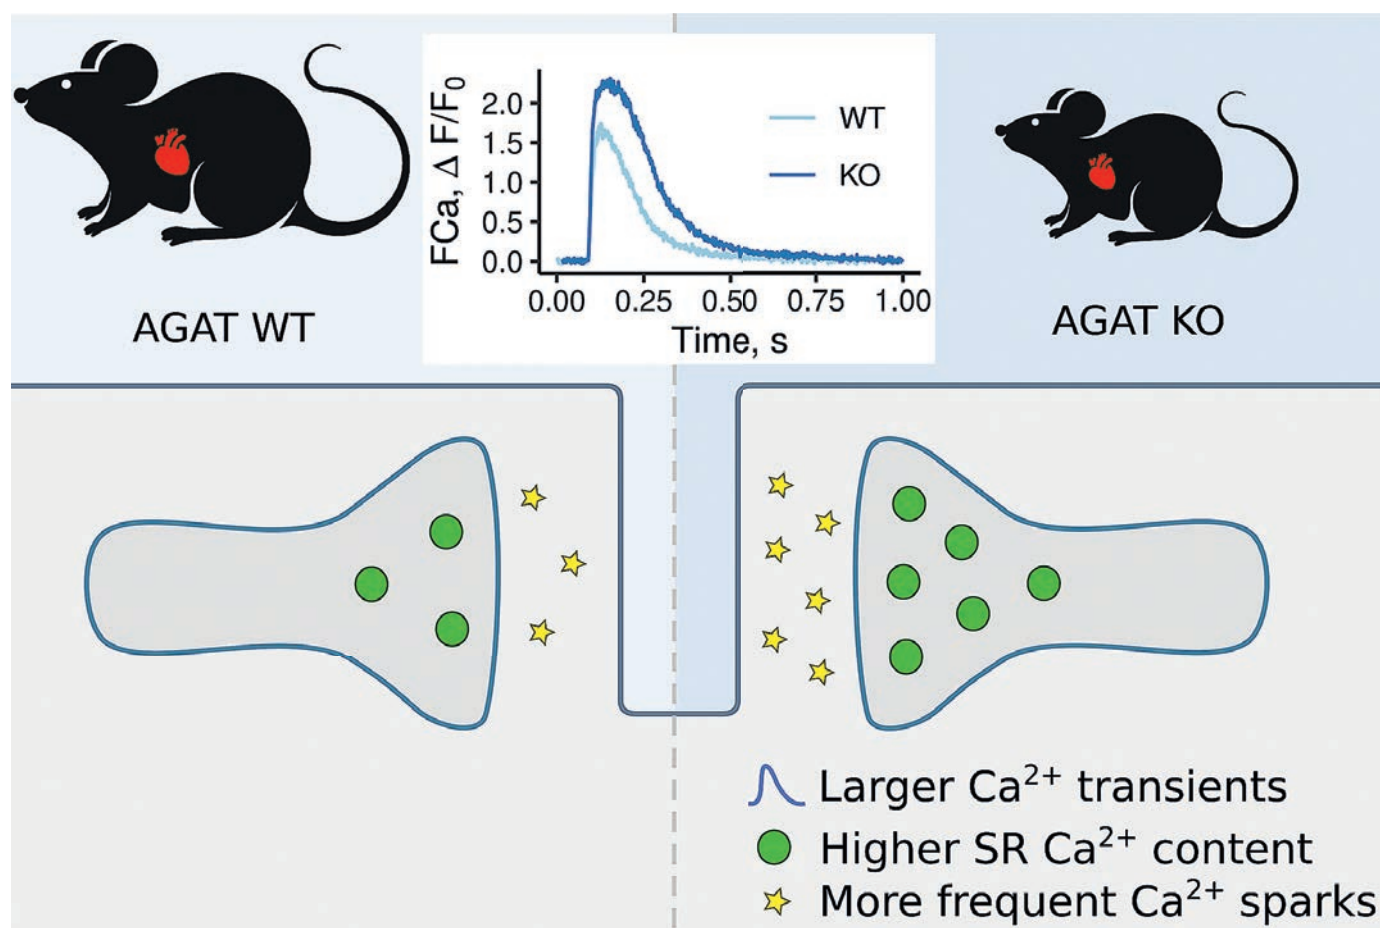 FCa, Δ F/F₀
2.0
1.5
1.0
0.5
0.0
WT
KO
0.00 0.25 0.50 0.75 1.00
Time, s
AGAT WT
AGAT KO
Larger Ca²⁺ transients
Higher SR Ca²⁺ content
More frequent Ca²⁺ sparks